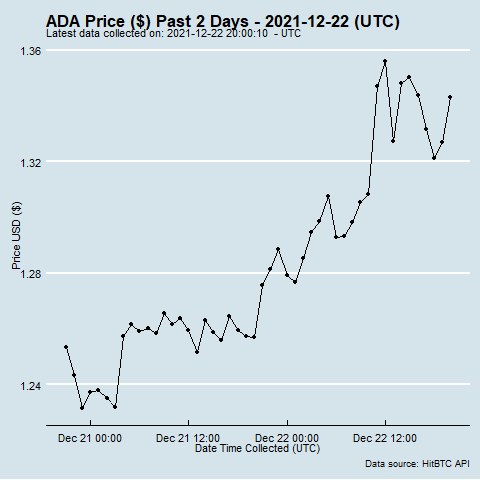 ADA Price ($) Past 2 Days - 2021-12-22 (UTC)
Latest data collected on: 2021-12-22 20:00:10  - UTC
1.36
1.32
1.28
1.24
Price USD ($)
Dec 21 00:00
Dec 21 12:00
Dec 22 00:00
Dec 22 12:00
Date Time Collected (UTC)
Data source: HitBTC API